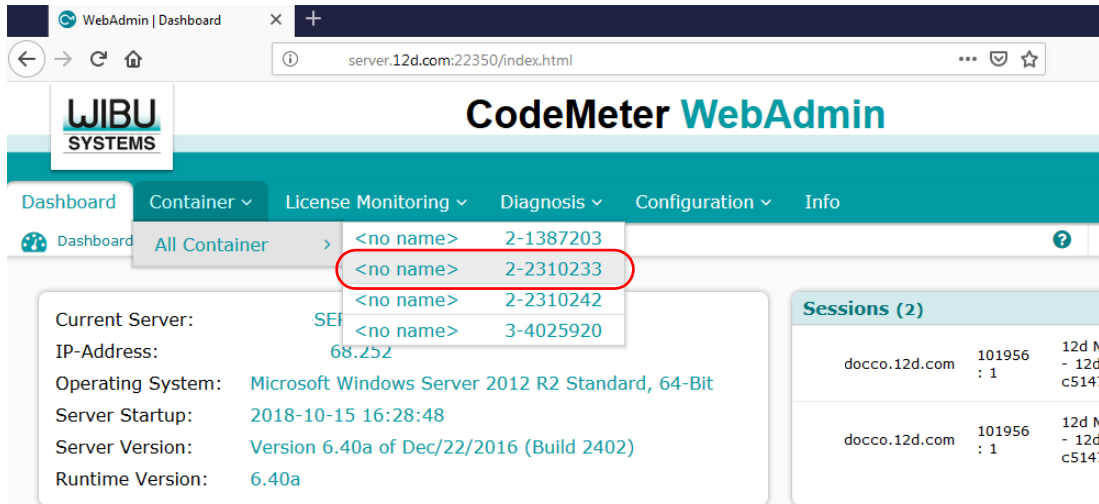 WebAdmin | Dashboard
server.12d.com:22350/index.html
WIBU
SYSTEMS
CodeMeter WebAdmin
Dashboard Container License Monitoring Diagnosis Configuration Info
Dashboard
All Container
<no name> 2-1387203
<no name> 2-2310233
<no name> 2-2310242
<no name> 3-4025920
Current Server:
IP-Address: 68.252
Operating System: Microsoft Windows Server 2012 R2 Standard, 64-Bit
Server Startup: 2018-10-15 16:28:48
Server Version: Version 6.40a of Dec/22/2016 (Build 2402)
Runtime Version: 6.40a
Sessions (2)
docco.12d.com 101956 : 1 12d
docco.12d.com 101956 : 1 12d